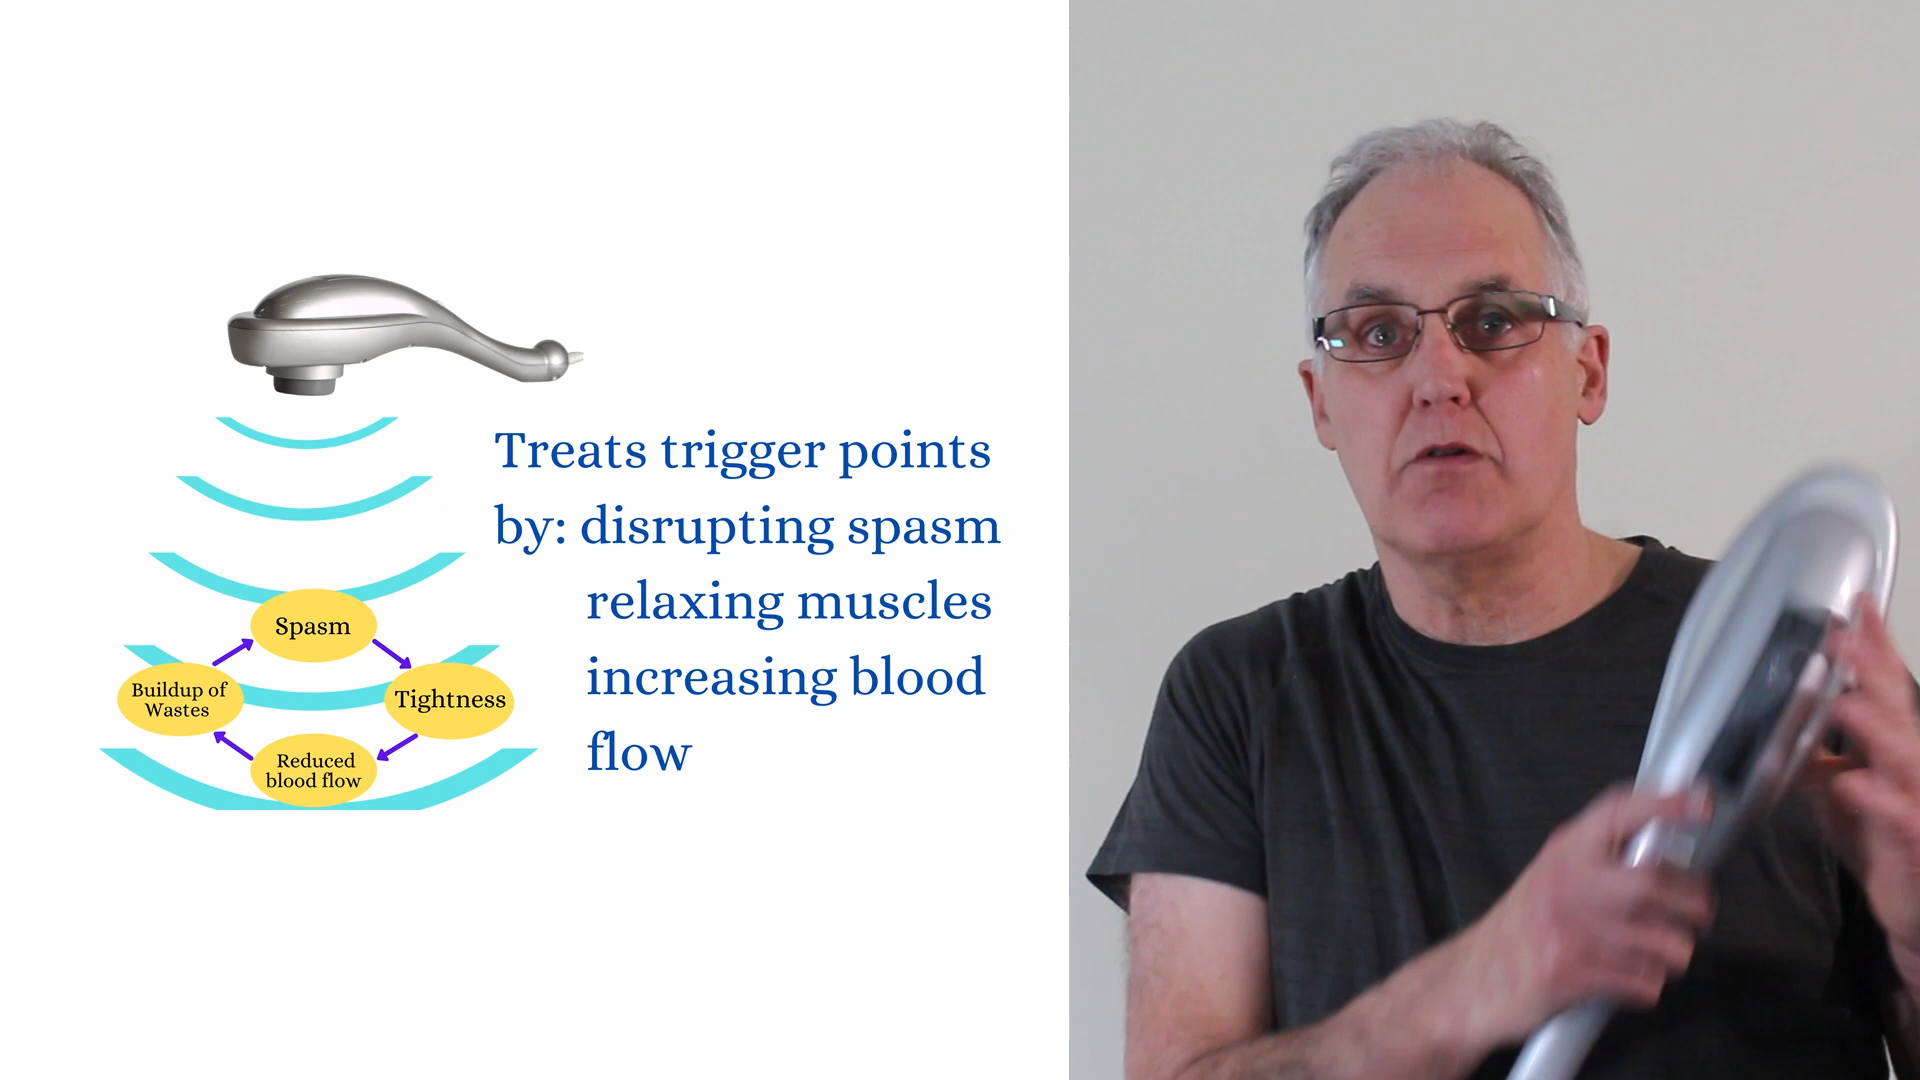 Treats trigger points
by: disrupting spasm
relaxing muscles
increasing blood
flow
Spasm
Buildup of
Wastes
Tightness
Reduced
blood flow